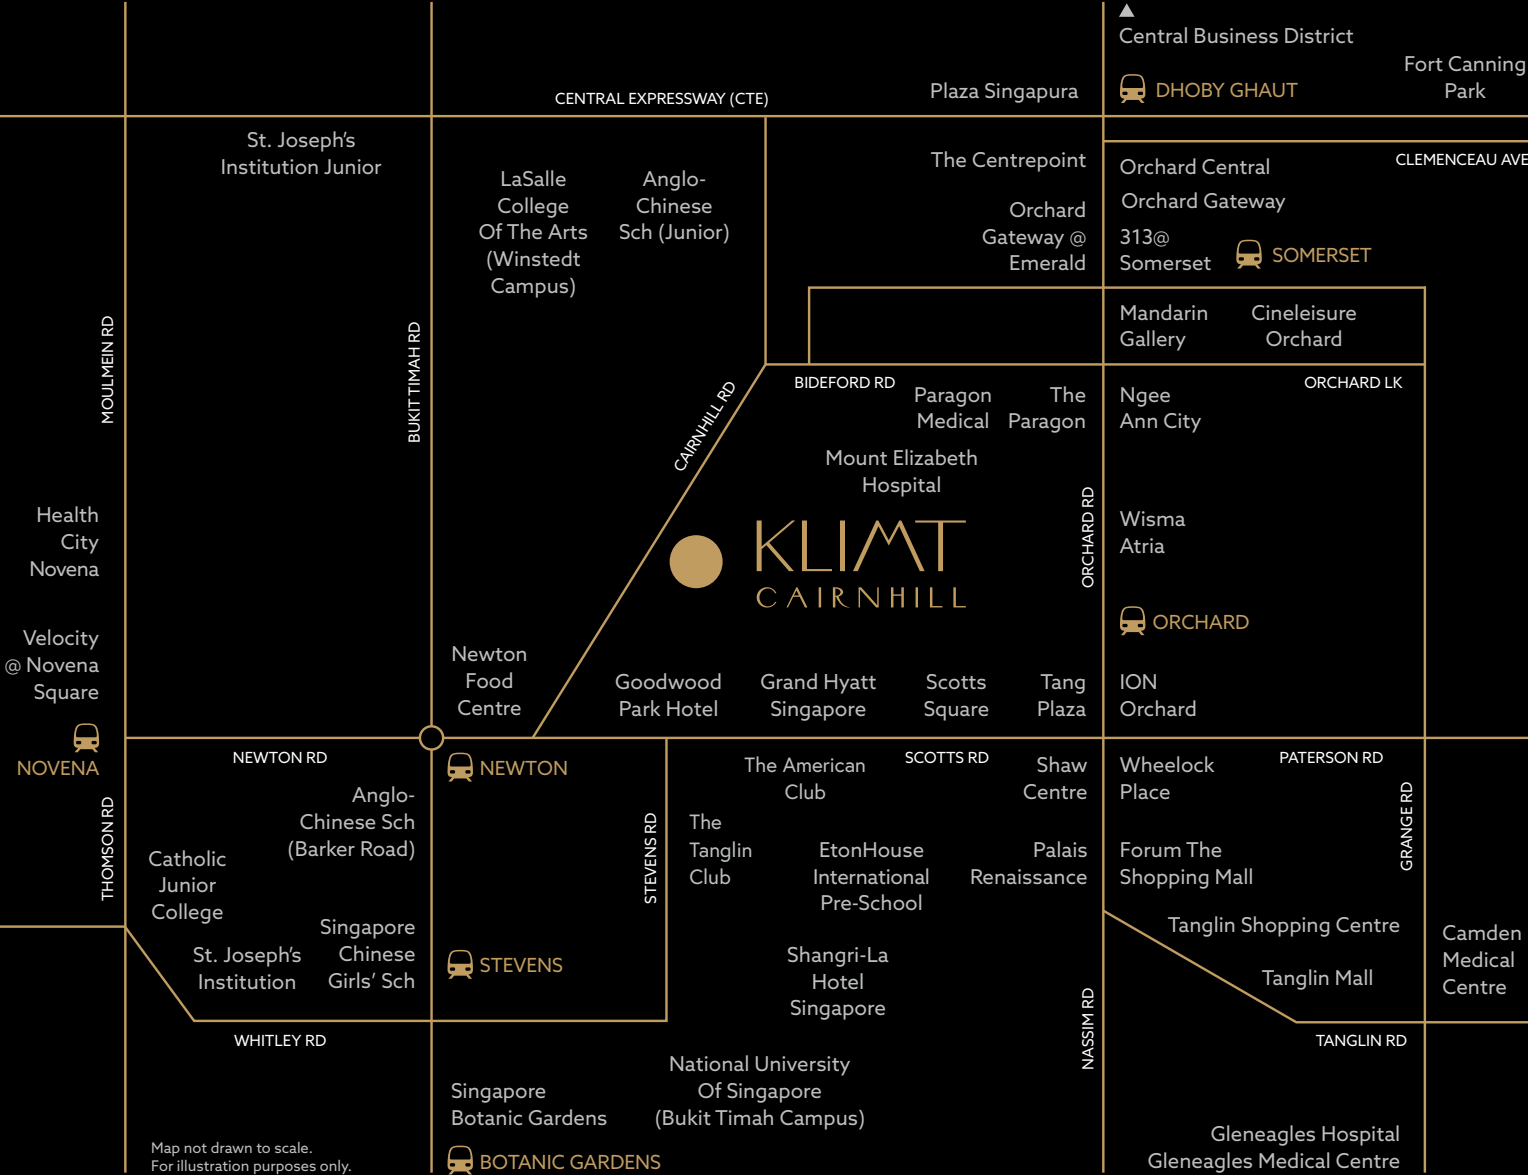 Central Business District
Fort Canning
Park
DHOBY GHAUT
Plaza Singapura
CENTRAL EXPRESSWAY (CTE)
St. Joseph's
Institution Junior
LaSalle
College
Of The Arts
(Winstedt
Campus)
Anglo-
Chinese
Sch (Junior)
The Centrepoint
Orchard
Gateway @
Emerald
Orchard Central
CLEMENCEAU AVE
Orchard Gateway
313@
Somerset
SOMERSET
Mandarin
Gallery
Cineleisure
Orchard
MOULMEIN RD
BUKIT TIMAH RD
CAIRNHILL RD
BIDEFORD RD
ORCHARD LK
Paragon
Medical
The
Paragon
Ngee
Ann City
Mount Elizabeth
Hospital
ORCHARD RD
Wisma
Atria
Health
City
Novena
KLIMT
CAIRNHILL
ORCHARD
Velocity
@ Novena
Square
Newton
Food
Centre
Goodwood
Park Hotel
Grand Hyatt
Singapore
Scotts
Square
Tang
Plaza
ION
Orchard
NOVENA
NEWTON RD
NEWTON
The American
Club
SCOTTS RD
Shaw
Centre
Wheelock
Place
PATERSON RD
GRANGE RD
THOMSON RD
Anglo-
Chinese Sch
(Barker Road)
STEVENS RD
The
Tanglin
Club
EtonHouse
International
Pre-School
Palais
Renaissance
Forum The
Shopping Mall
Catholic
Junior
College
Singapore
Chinese
Girls' Sch
St. Joseph's
Institution
STEVENS
Shangri-La
Hotel
Singapore
Tanglin Shopping Centre
Tanglin Mall
Camden
Medical
Centre
NASSIM RD
WHITLEY RD
TANGLIN RD
National University
Of Singapore
(Bukit Timah Campus)
Singapore
Botanic Gardens
BOTANIC GARDENS
Gleneagles Hospital
Gleneagles Medical Centre
Map not drawn to scale.
For illustration purposes only.